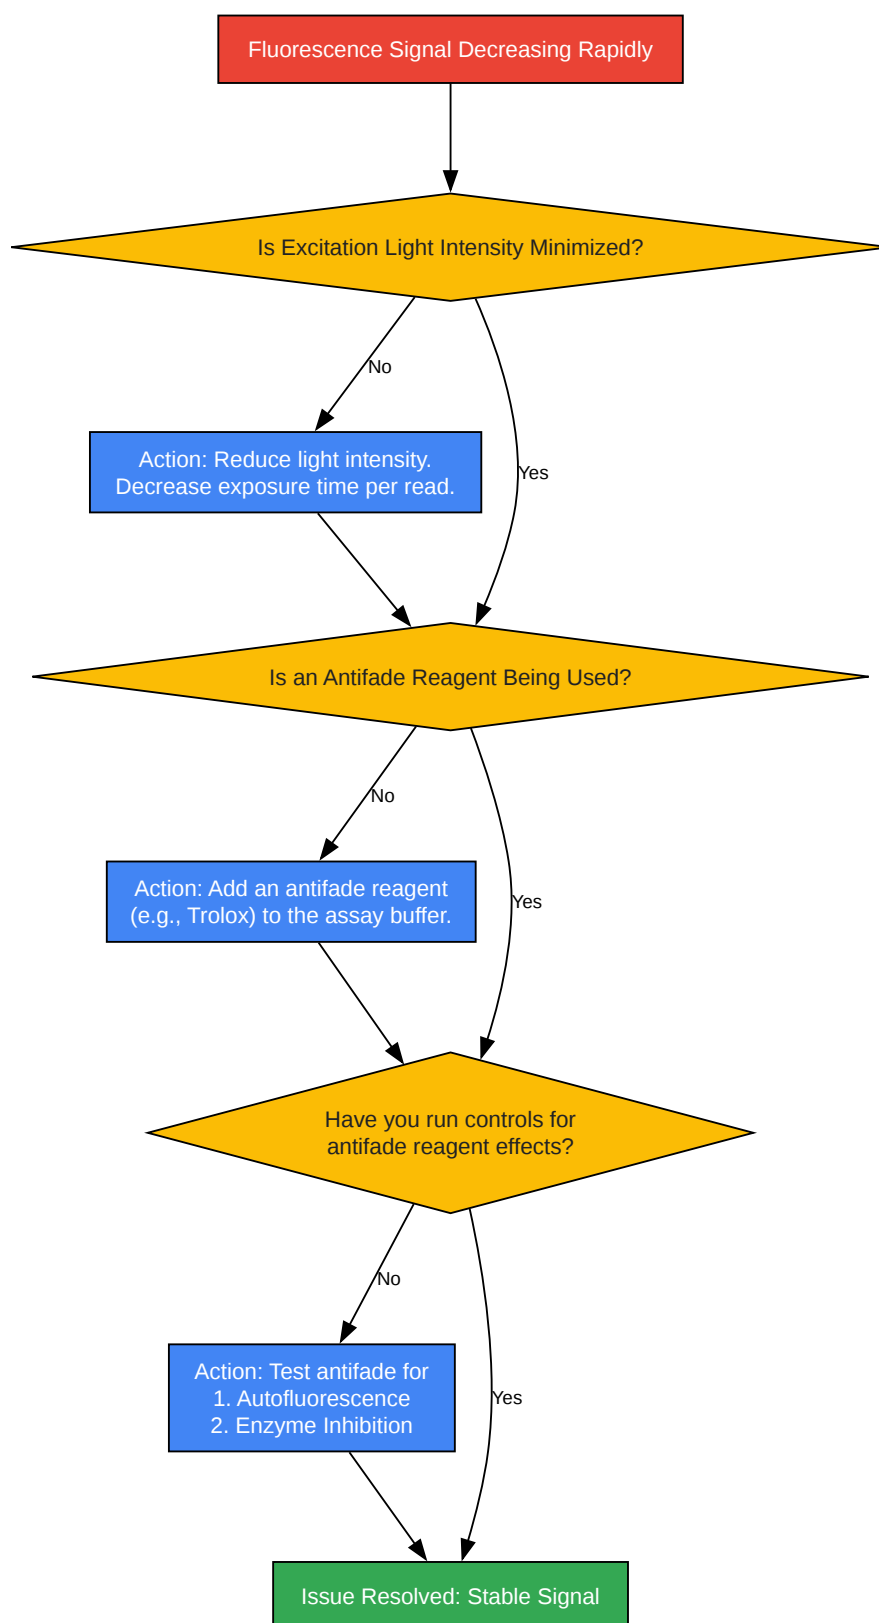 Fluorescence Signal Decreasing Rapidly
Is Excitation Light Intensity Minimized?
No
Action: Reduce light intensity.
Decrease exposure time per read.
Yes
Is an Antifade Reagent Being Used?
No
Action: Add an antifade reagent
(e.g., Trolox) to the assay buffer.
Yes
Have you run controls for
antifade reagent effects?
No
Action: Test antifade for
1. Autofluorescence
2. Enzyme Inhibition
Yes
Issue Resolved: Stable Signal